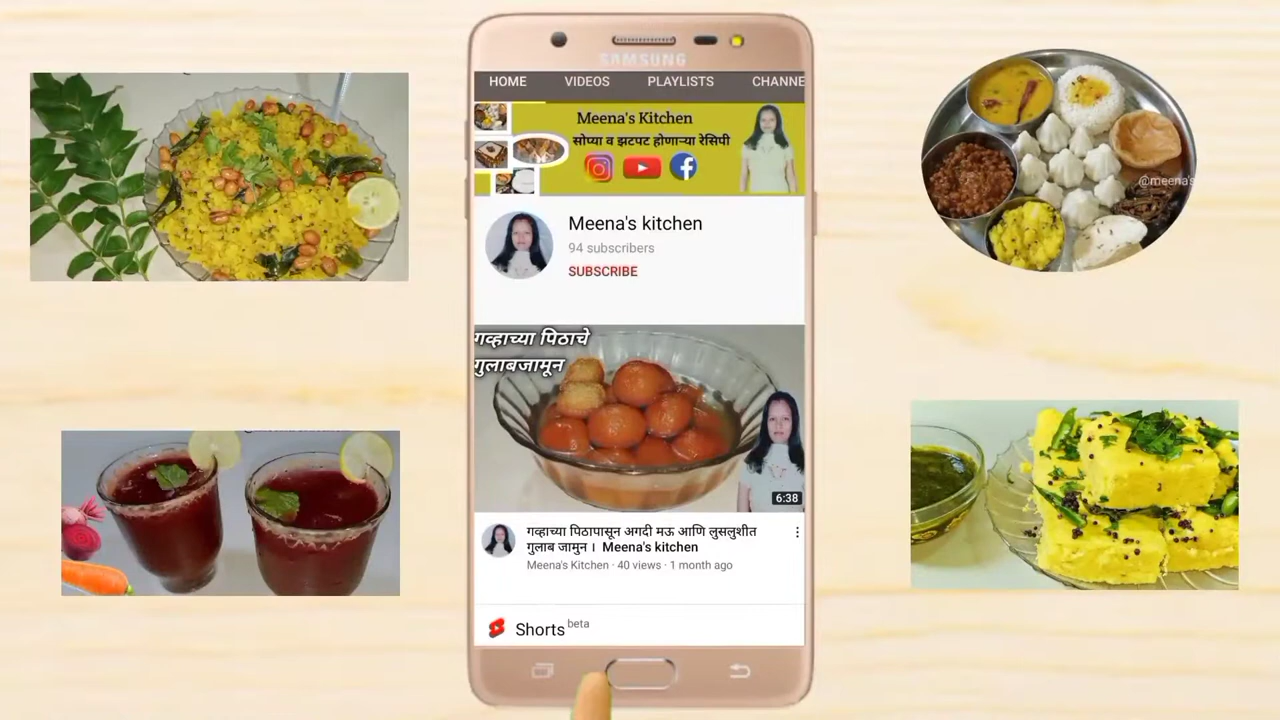 SAMSUNG
HOME VIDEOS PLAYLISTS CHANNE
Meena's Kitchen
सोप्या व झटपट होणाऱ्या रेसिपी
Meena's kitchen
94 subscribers
SUBSCRIBE
गव्हाच्या पिठाचे
गुलाबजामून
6:38
गव्हाच्या पिठापासून अगदी मऊ आणि लुसलुशीत
गुलाब जामुन । Meena's kitchen
Meena's Kitchen · 40 views · 1 month ago
Shorts beta
@meena's